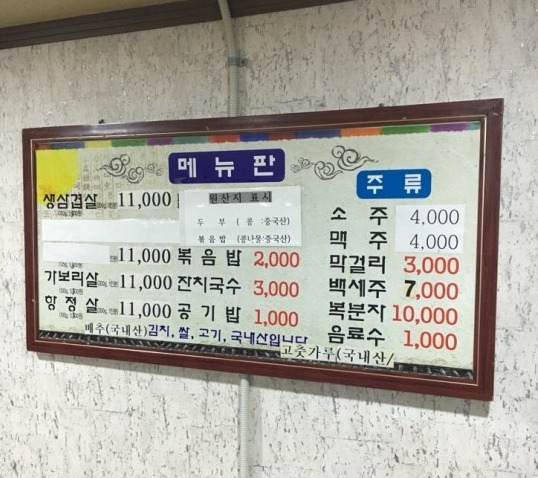 메뉴판
생삼겹살 11,000
원산지 표시
두 부 (콩 :중국산)
볶음밥 (콩나물:중국산)
11,000 볶음밥 2,000
가보리살 11,000 잔치국수 3,000
항정살 11,000 공기밥 1,000
배추(국내산)김치, 쌀, 고기, 국내산입니다
고춧가루(국내산/
주 류
소 주 4,000
맥 주 4,000
막걸리 3,000
백세주 7,000
복분자 10,000
음료수 1,000